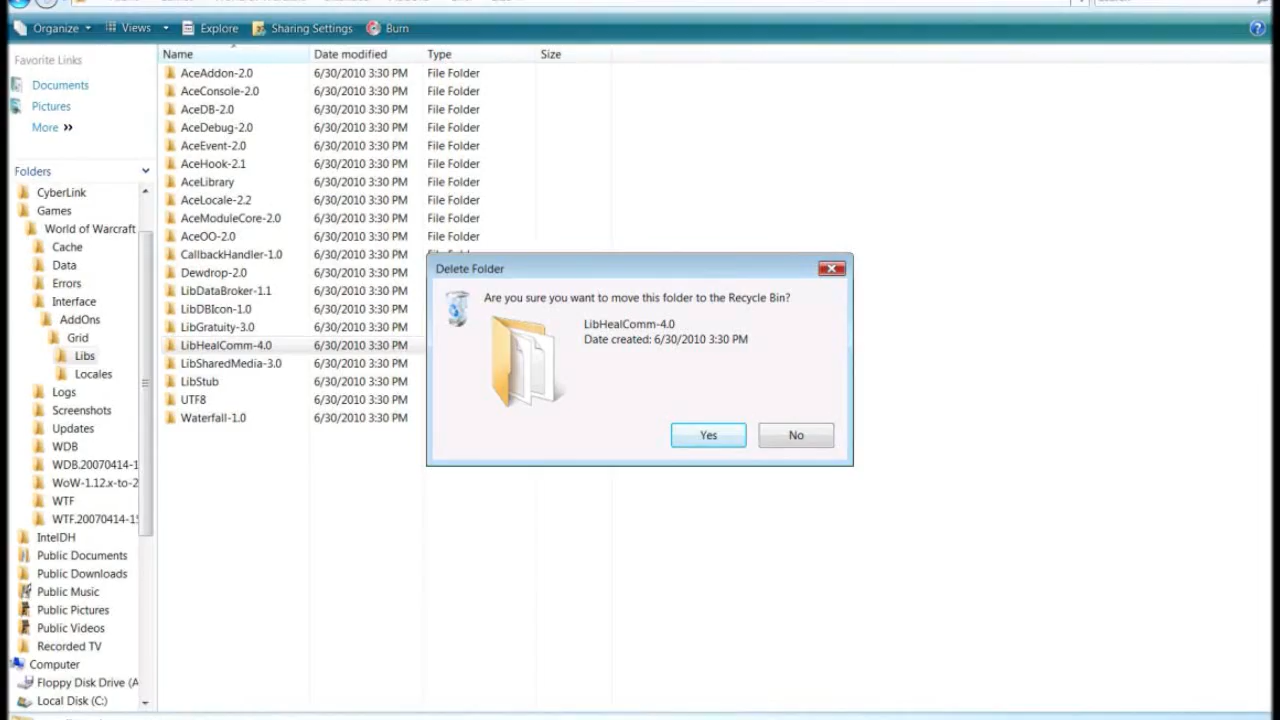 Organize Views Explore Sharing Settings Burn
Favorite Links
Documents
Pictures
More »
Folders
CyberLink
Games
World of Warcraft
Cache
Data
Errors
Interface
AddOns
Grid
Libs
Locales
Logs
Screenshots
Updates
WDB
WDB.20070414-1
WoW-1.12.x-to-2
WTF
WTF.20070414-15
IntelDH
Public Documents
Public Downloads
Public Music
Public Pictures
Public Videos
Recorded TV
Computer
Floppy Disk Drive (A
Local Disk (C:)
Name Date modified Type Size
AceAddon-2.0 6/30/2010 3:30 PM File Folder
AceConsole-2.0 6/30/2010 3:30 PM File Folder
AceDB-2.0 6/30/2010 3:30 PM File Folder
AceDebug-2.0 6/30/2010 3:30 PM File Folder
AceEvent-2.0 6/30/2010 3:30 PM File Folder
AceHook-2.1 6/30/2010 3:30 PM File Folder
AceLibrary 6/30/2010 3:30 PM File Folder
AceLocale-2.2 6/30/2010 3:30 PM File Folder
AceModuleCore-2.0 6/30/2010 3:30 PM File Folder
AceOO-2.0 6/30/2010 3:30 PM File Folder
CallbackHandler-1.0 6/30/2010 3:30 PM
Dewdrop-2.0 6/30/2010 3:30 PM
LibDataBroker-1.1 6/30/2010 3:30 PM
LibDBIcon-1.0 6/30/2010 3:30 PM
LibGratuity-3.0 6/30/2010 3:30 PM
LibHealComm-4.0 6/30/2010 3:30 PM
LibSharedMedia-3.0 6/30/2010 3:30 PM
LibStub 6/30/2010 3:30 PM
UTF8 6/30/2010 3:30 PM
Waterfall-1.0 6/30/2010 3:30 PM
Delete Folder
Are you sure you want to move this folder to the Recycle Bin?
LibHealComm-4.0
Date created: 6/30/2010 3:30 PM
Yes No